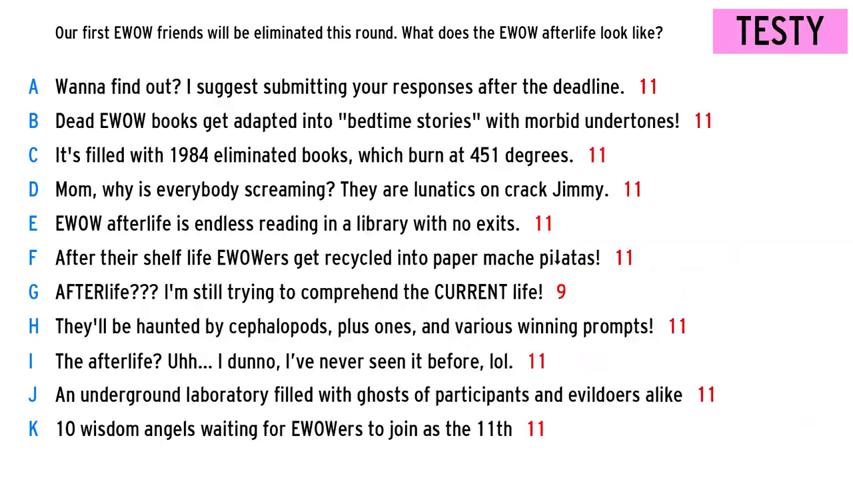 Our first EWOW friends will be eliminated this round. What does the EWOW afterlife look like?
TESTY
A Wanna find out? I suggest submitting your responses after the deadline. 11
B Dead EWOW books get adapted into "bedtime stories" with morbid undertones! 11
C It's filled with 1984 eliminated books, which burn at 451 degrees. 11
D Mom, why is everybody screaming? They are lunatics on crack Jimmy. 11
E EWOW afterlife is endless reading in a library with no exits. 11
F After their shelf life EWOWers get recycled into paper mache! 11
G AFTERlife??? I'm still trying to comprehend the CURRENT life! 9
H They'll be haunted by cephalopods, plus ones, and various winning prompts! 11
I The afterlife? Uhh... I dunno, I’ve never seen it before, lol. 11
J An underground laboratory filled with ghosts of participants and evildoers alike 11
K 10 wisdom angels waiting for EWOWers to join as the 11th 11